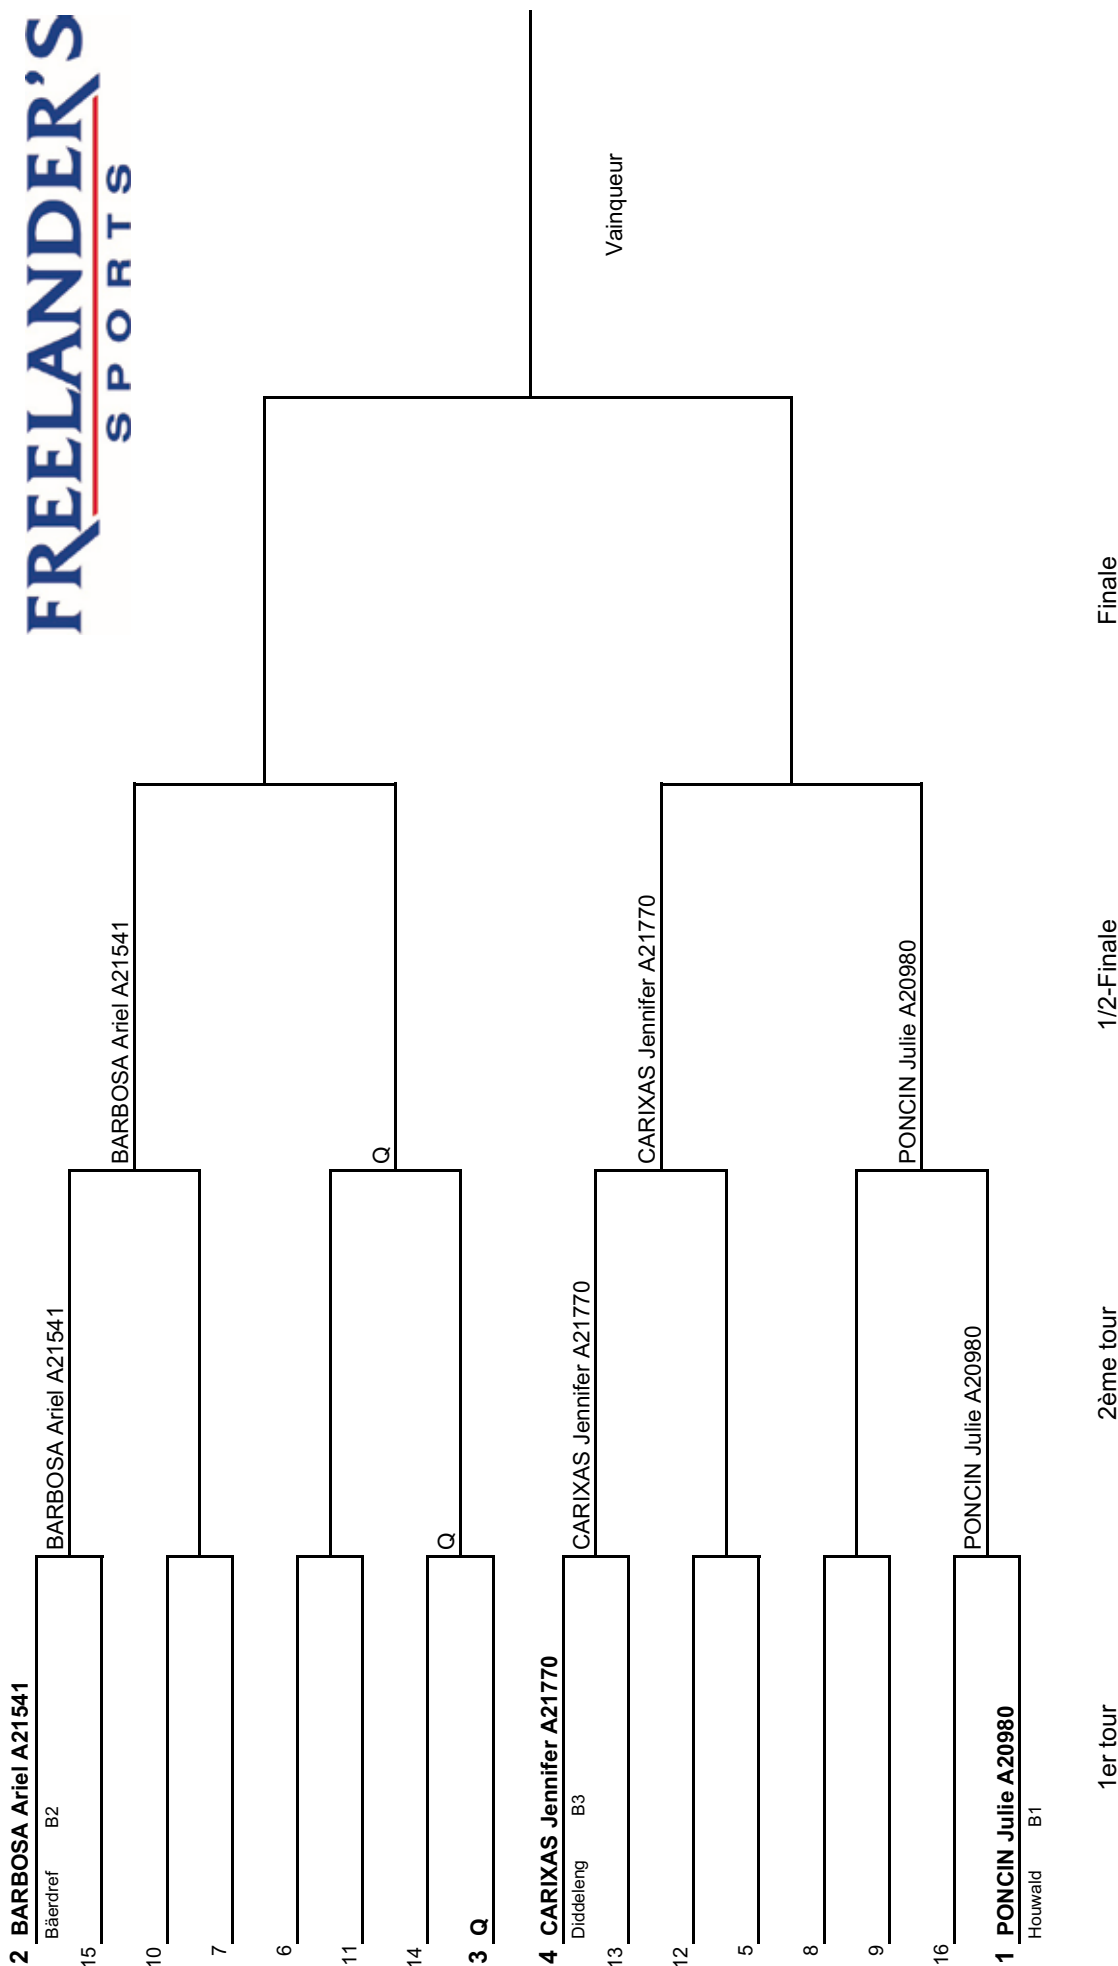 FREELANDER'S
SPORTS
2 BARBOSA Ariel A21541
Bäerdref B2
BARBOSA Ariel A21541
BARBOSA Ariel A21541
15
10
7
6
11
14
Q
Q
3 Q
4 CARIXAS Jennifer A21770
Diddeleng B3
CARIXAS Jennifer A21770
CARIXAS Jennifer A21770
13
12
5
8
9
16
PONCIN Julie A20980
PONCIN Julie A20980
1 PONCIN Julie A20980
Houwald B1
Vainqueur
1er tour
2ème tour
1/2-Finale
Finale